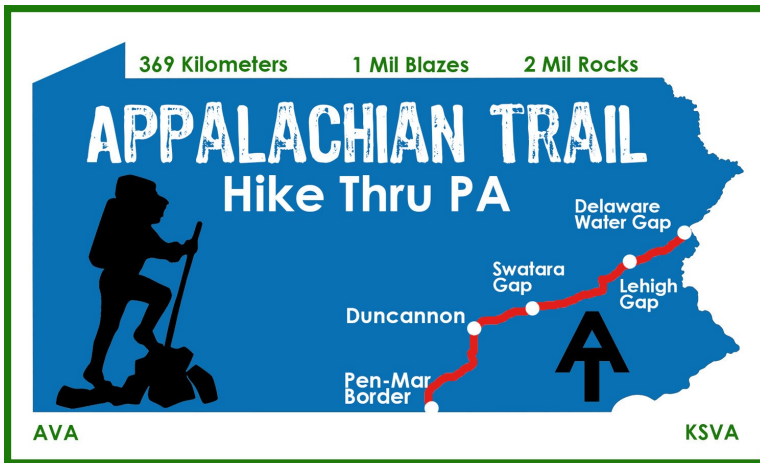 369 Kilometers 1 Mil Blazes 2 Mil Rocks
APPALACHIAN TRAIL
Hike Thru PA
Delaware
Water Gap
Swatara
Gap
Lehigh
Gap
Duncannon
Pen-Mar
Border
AT
AVA
KSVA